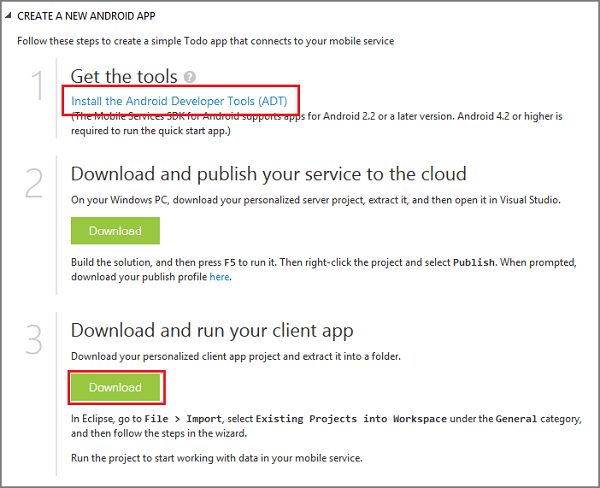 CREATE A NEW ANDROID APP
Follow these steps to create a simple Todo app that connects to your mobile service
1
Get the tools ?
Install the Android Developer Tools (ADT)
(The Mobile Services SDK for Android supports apps for Android 2.2 or a later version. Android 4.2 or higher is
required to run the quick start app.)
2
Download and publish your service to the cloud
On your Windows PC, download your personalized server project, extract it, and then open it in Visual Studio.
Download
Build the solution, and then press F5 to run it. Then right-click the project and select Publish. When prompted,
download your publish profile here.
3
Download and run your client app
Download your personalized client app project and extract it into a folder.
Download
In Eclipse, go to File > Import, select Existing Projects into Workspace under the General category,
and then follow the steps in the wizard.
Run the project to start working with data in your mobile service.